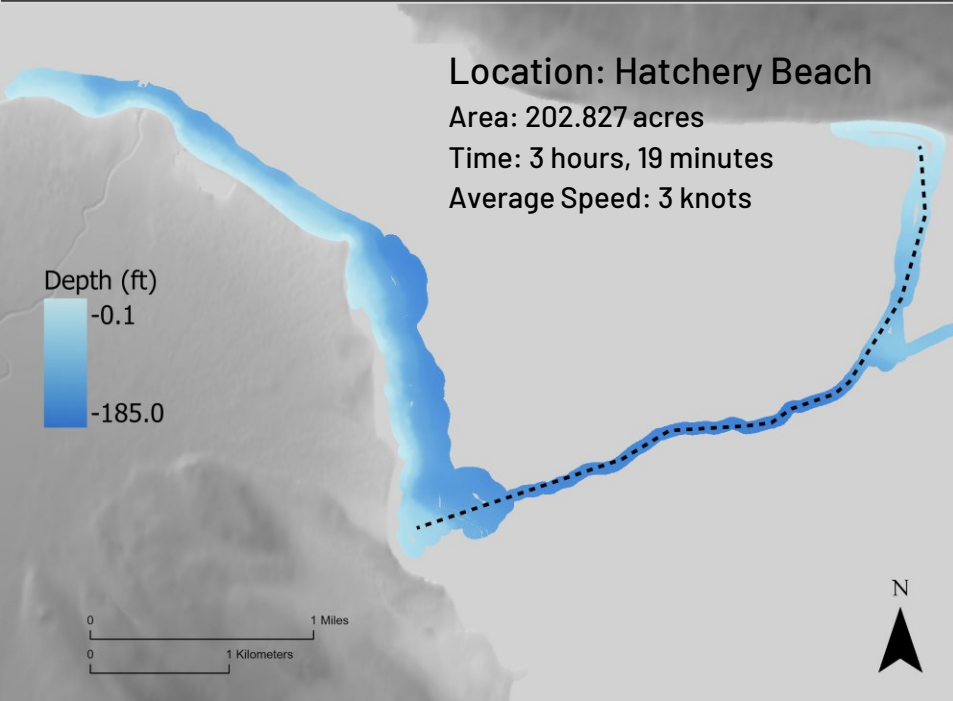 Location: Hatchery Beach
Area: 202.827 acres
Time: 3 hours, 19 minutes
Average Speed: 3 knots
Depth (ft)
-0.1
-185.0
N
0 1 Miles
0 1 Kilometers